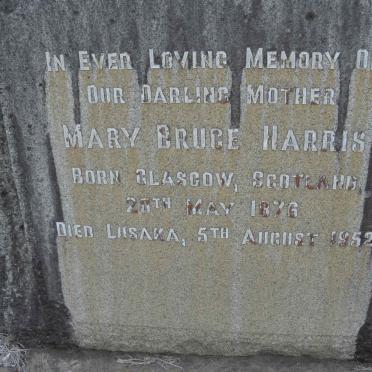 In Ever Loving Memory O
Our Darling Mother
Mary Bruce Harris
Born Glasgow, Scotland
28th May 1876
Died Lusaka, 5th August 1952